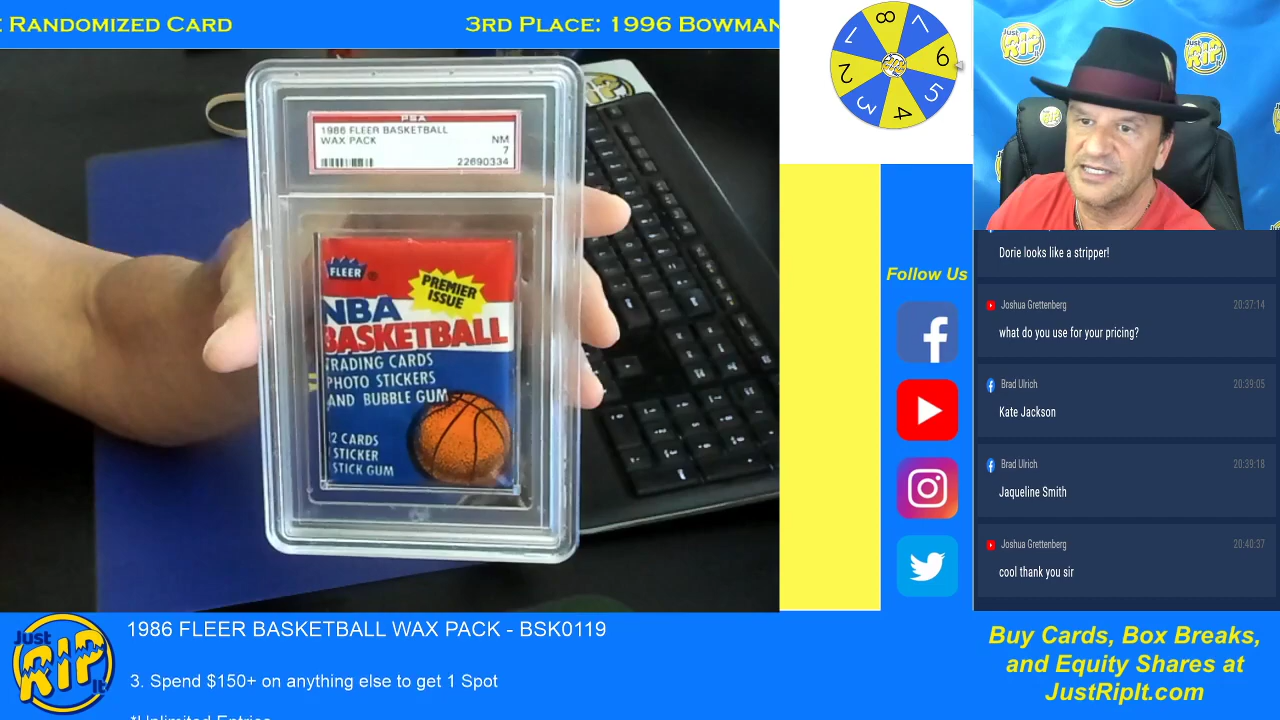 E RANDOMIZED CARD
3RD PLACE: 1996 BOWMAN
PSA
1986 FLEER BASKETBALL
WAX PACK
NM
7
22690334
FLEER
PREMIER
ISSUE
NBA
BASKETBALL
TRADING CARDS
PHOTO STICKERS
AND BUBBLE GUM
12 CARDS
1 STICKER
1 STICK GUM
8
7
6
5
4
3
2
1
Just
RIP
It
Follow Us
Dorie looks like a stripper!
Joshua Grettenberg
20:37:14
what do you use for your pricing?
Brad Ulrich
20:39:05
Kate Jackson
Brad Ulrich
20:39:18
Jaqueline Smith
Joshua Grettenberg
20:40:37
cool thank you sir
Just
RIP
It
1986 FLEER BASKETBALL WAX PACK - BSK0119
3. Spend $150+ on anything else to get 1 Spot
*Unlimited Entries
Buy Cards, Box Breaks,
and Equity Shares at
JustRipIt.com